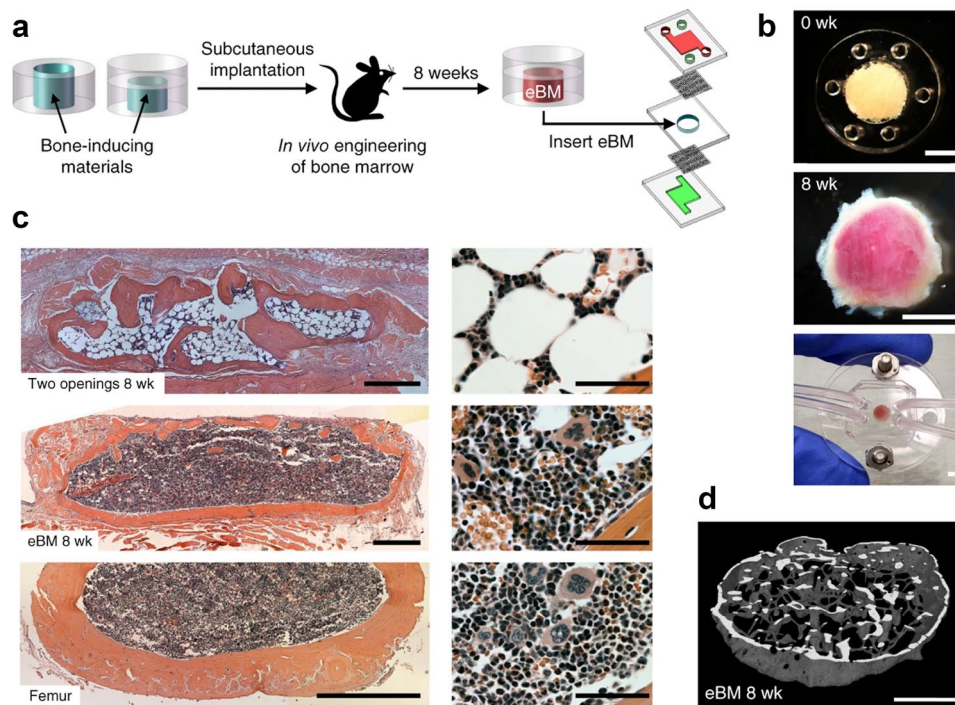 a
Subcutaneous
implantation
8 weeks
eBM
Bone-inducing
materials
In vivo engineering
of bone marrow
Insert eBM
b
0 wk
8 wk
c
Two openings 8 wk
eBM 8 wk
Femur
d
eBM 8 wk